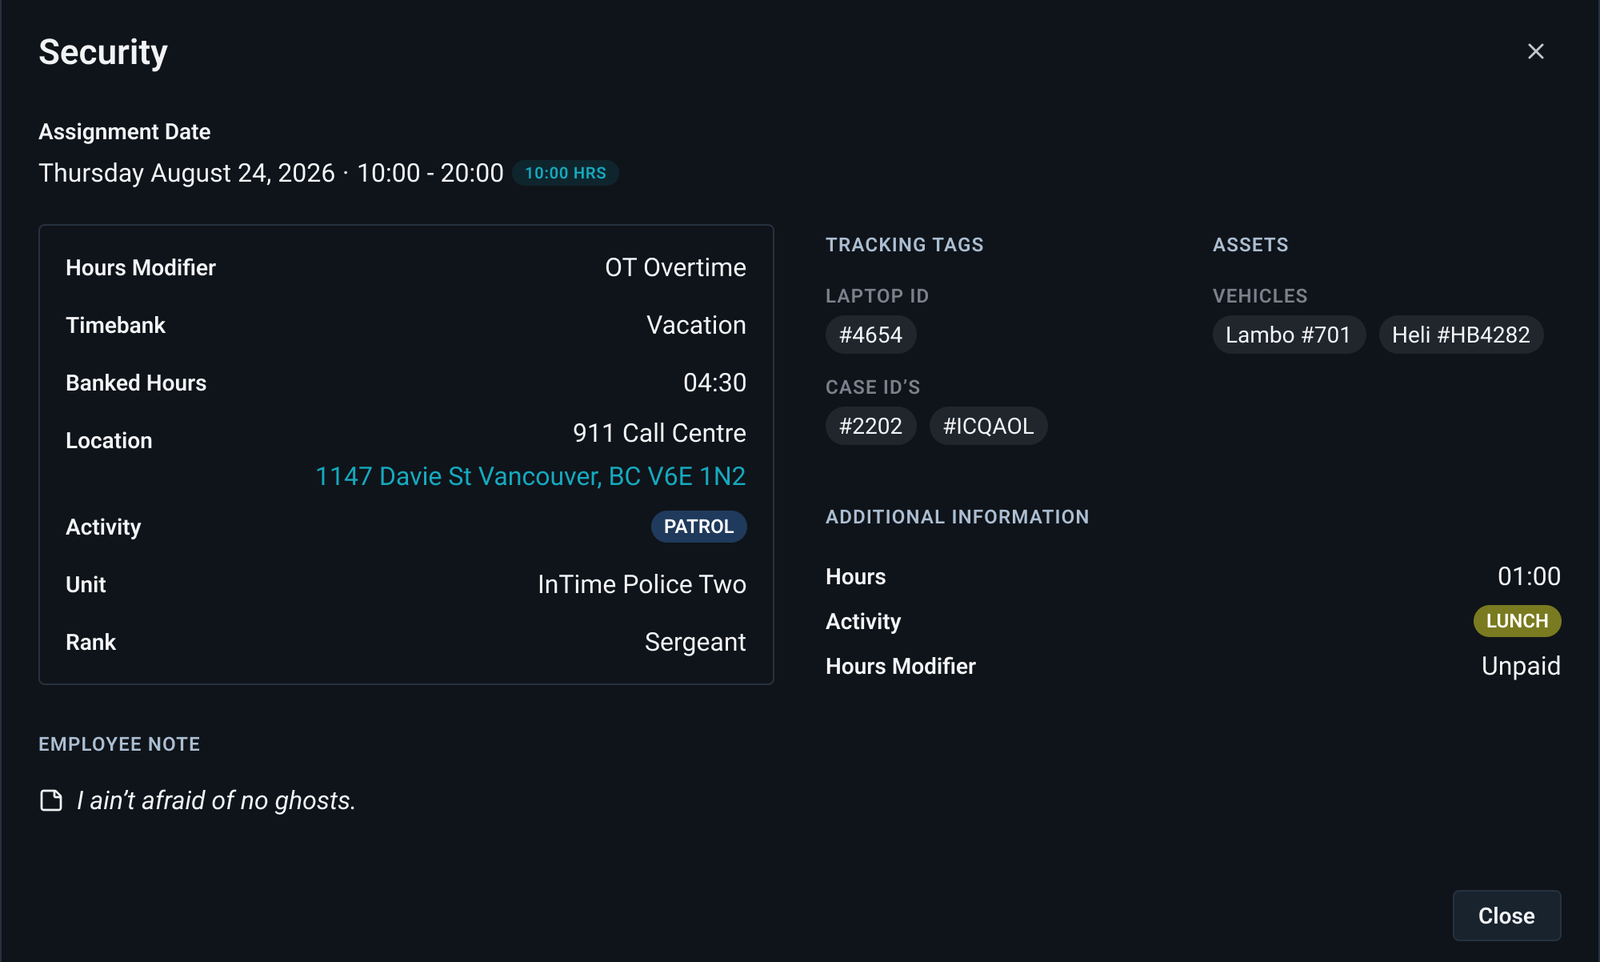 Security
Assignment Date
Thursday August 24, 2026 · 10:00 - 20:00 10:00 HRS
Hours Modifier OT Overtime
Timebank Vacation
Banked Hours 04:30
Location 911 Call Centre
1147 Davie St Vancouver, BC V6E 1N2
Activity PATROL
Unit InTime Police Two
Rank Sergeant
TRACKING TAGS
LAPTOP ID
#4654
CASE ID’S
#2202 #ICQAOL
ASSETS
VEHICLES
Lambo #701 Heli #HB4282
ADDITIONAL INFORMATION
Hours 01:00
Activity LUNCH
Hours Modifier Unpaid
EMPLOYEE NOTE
I ain’t afraid of no ghosts.
Close